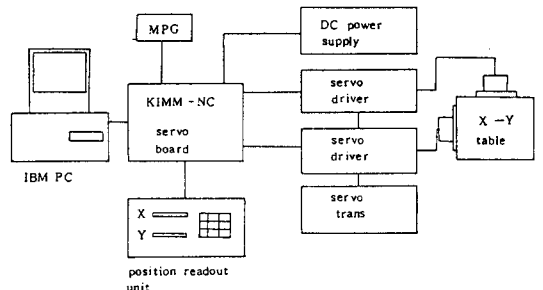 MPG
DC power
supply
KIMM-NC
servo
board
servo
driver
servo
driver
X-Y
table
IBM PC
servo
trans
X
Y
position readout
unit